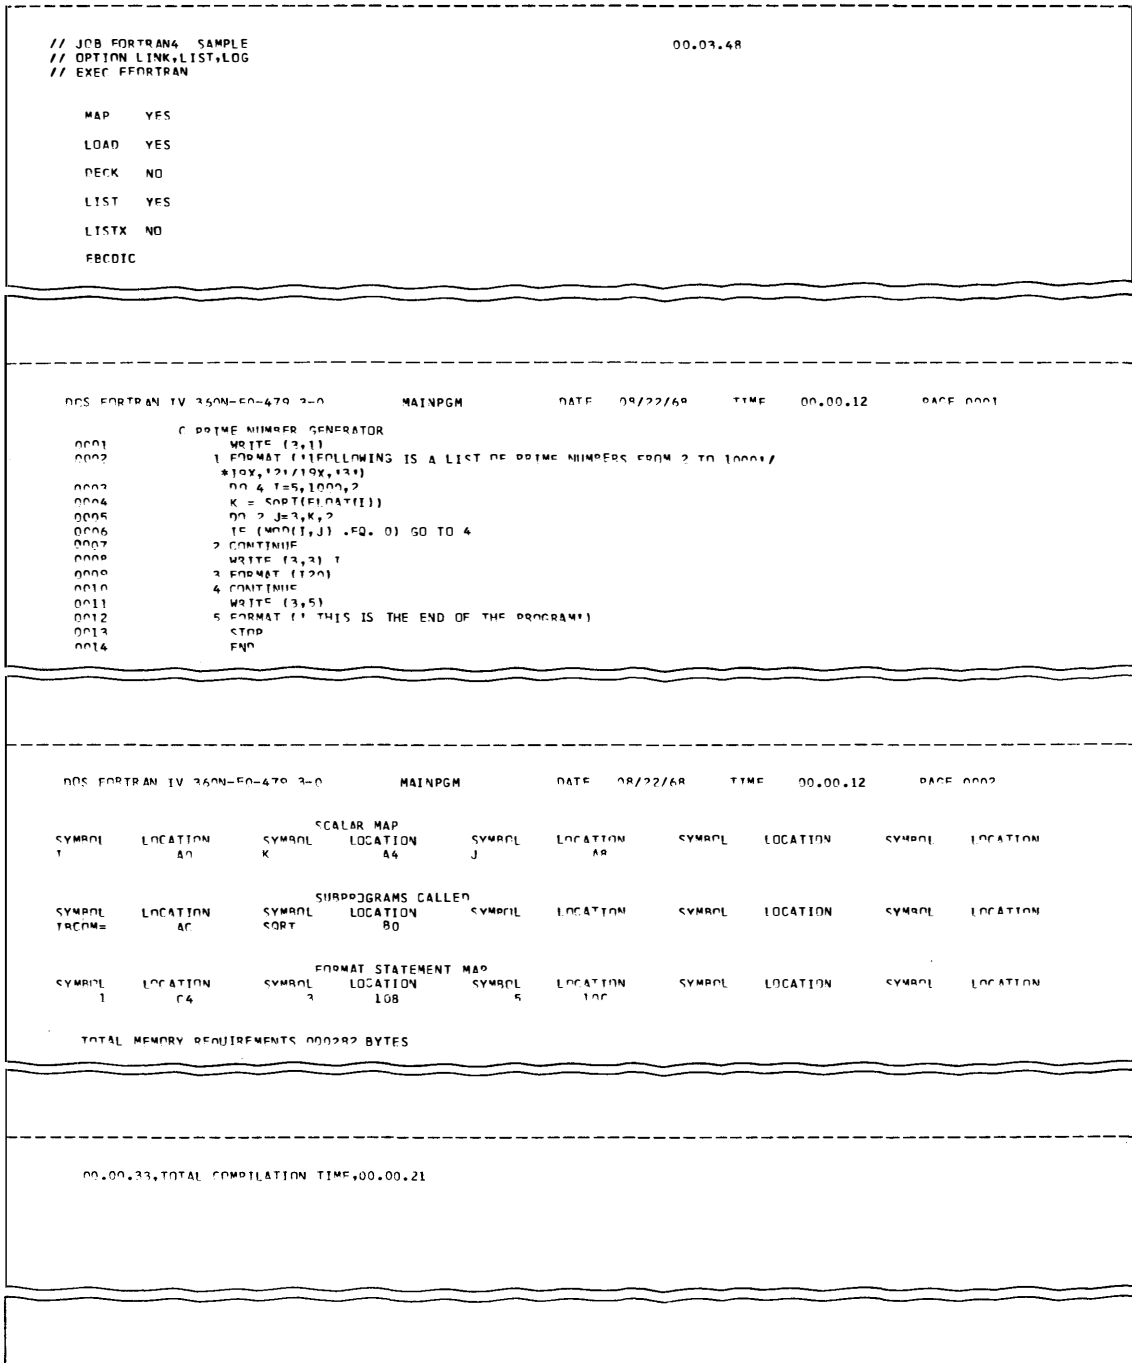 // JOB FORTRAN4 SAMPLE 00.03.48
// OPTION LINK,LIST,LOG
// EXEC FFORTRAN
MAP YES
LOAD YES
DECK NO
LIST YES
LISTX NO
EBCDIC
DOS FORTRAN IV 360N-FO-479 3-0 MAINPGM DATE 08/22/68 TIME 00.00.12 PAGE 0001
C PRIME NUMBER GENERATOR
0001 WRITE (3,1)
0002 1 FORMAT ('1FOLLOWING IS A LIST OF PRIME NUMBERS FROM 2 TO 1000'/
*19X,'2'/19X,'3')
0003 DO 4 I=5,1000,2
0004 K = SQRT(FLOAT(I))
0005 DO 2 J=3,K,2
0006 IF (MOD(I,J) .EQ. 0) GO TO 4
0007 2 CONTINUE
0008 WRITE (3,3) I
0009 3 FORMAT (I20)
0010 4 CONTINUE
0011 WRITE (3,5)
0012 5 FORMAT (' THIS IS THE END OF THE PROGRAM')
0013 STOP
0014 END
DOS FORTRAN IV 360N-FO-479 3-0 MAINPGM DATE 08/22/68 TIME 00.00.12 PAGE 0002
SCALAR MAP
SYMBOL LOCATION SYMBOL LOCATION SYMBOL LOCATION SYMBOL LOCATION SYMBOL LOCATION
I A0 K A4 J A8
SUBPROGRAMS CALLED
SYMBOL LOCATION SYMBOL LOCATION SYMBOL LOCATION SYMBOL LOCATION SYMBOL LOCATION
IBCOM= AC SQRT B0
FORMAT STATEMENT MAP
SYMBOL LOCATION SYMBOL LOCATION SYMBOL LOCATION SYMBOL LOCATION SYMBOL LOCATION
1 C4 3 108 5 10C
TOTAL MEMORY REQUIREMENTS 000282 BYTES
00.00.33,TOTAL COMPILATION TIME,00.00.21